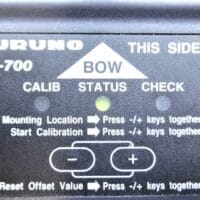 URUNO
THIS SIDE
-700
BOW
CALIB STATUS CHECK
Mounting Location ➡ Press -/+ keys together
Start Calibration ➡ Press -/+ keys together
− +
Reset Offset Value ➡ Press -/+ keys together